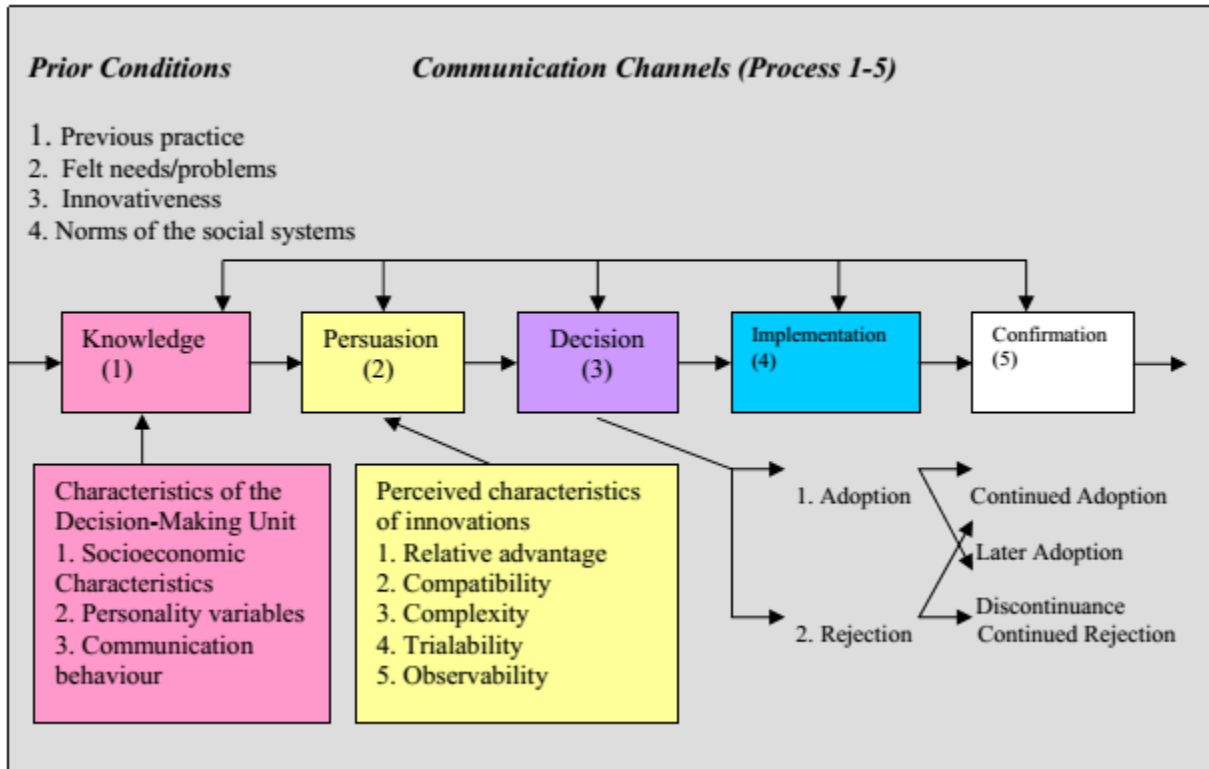 Prior Conditions
Communication Channels (Process 1-5)
1. Previous practice
2. Felt needs/problems
3. Innovativeness
4. Norms of the social systems
Knowledge
(1)
Persuasion
(2)
Decision
(3)
Implementation
(4)
Confirmation
(5)
Characteristics of the
Decision-Making Unit
1. Socioeconomic
Characteristics
2. Personality variables
3. Communication
behaviour
Perceived characteristics
of innovations
1. Relative advantage
2. Compatibility
3. Complexity
4. Trialability
5. Observability
1. Adoption
2. Rejection
Continued Adoption
Later Adoption
Discontinuance
Continued Rejection